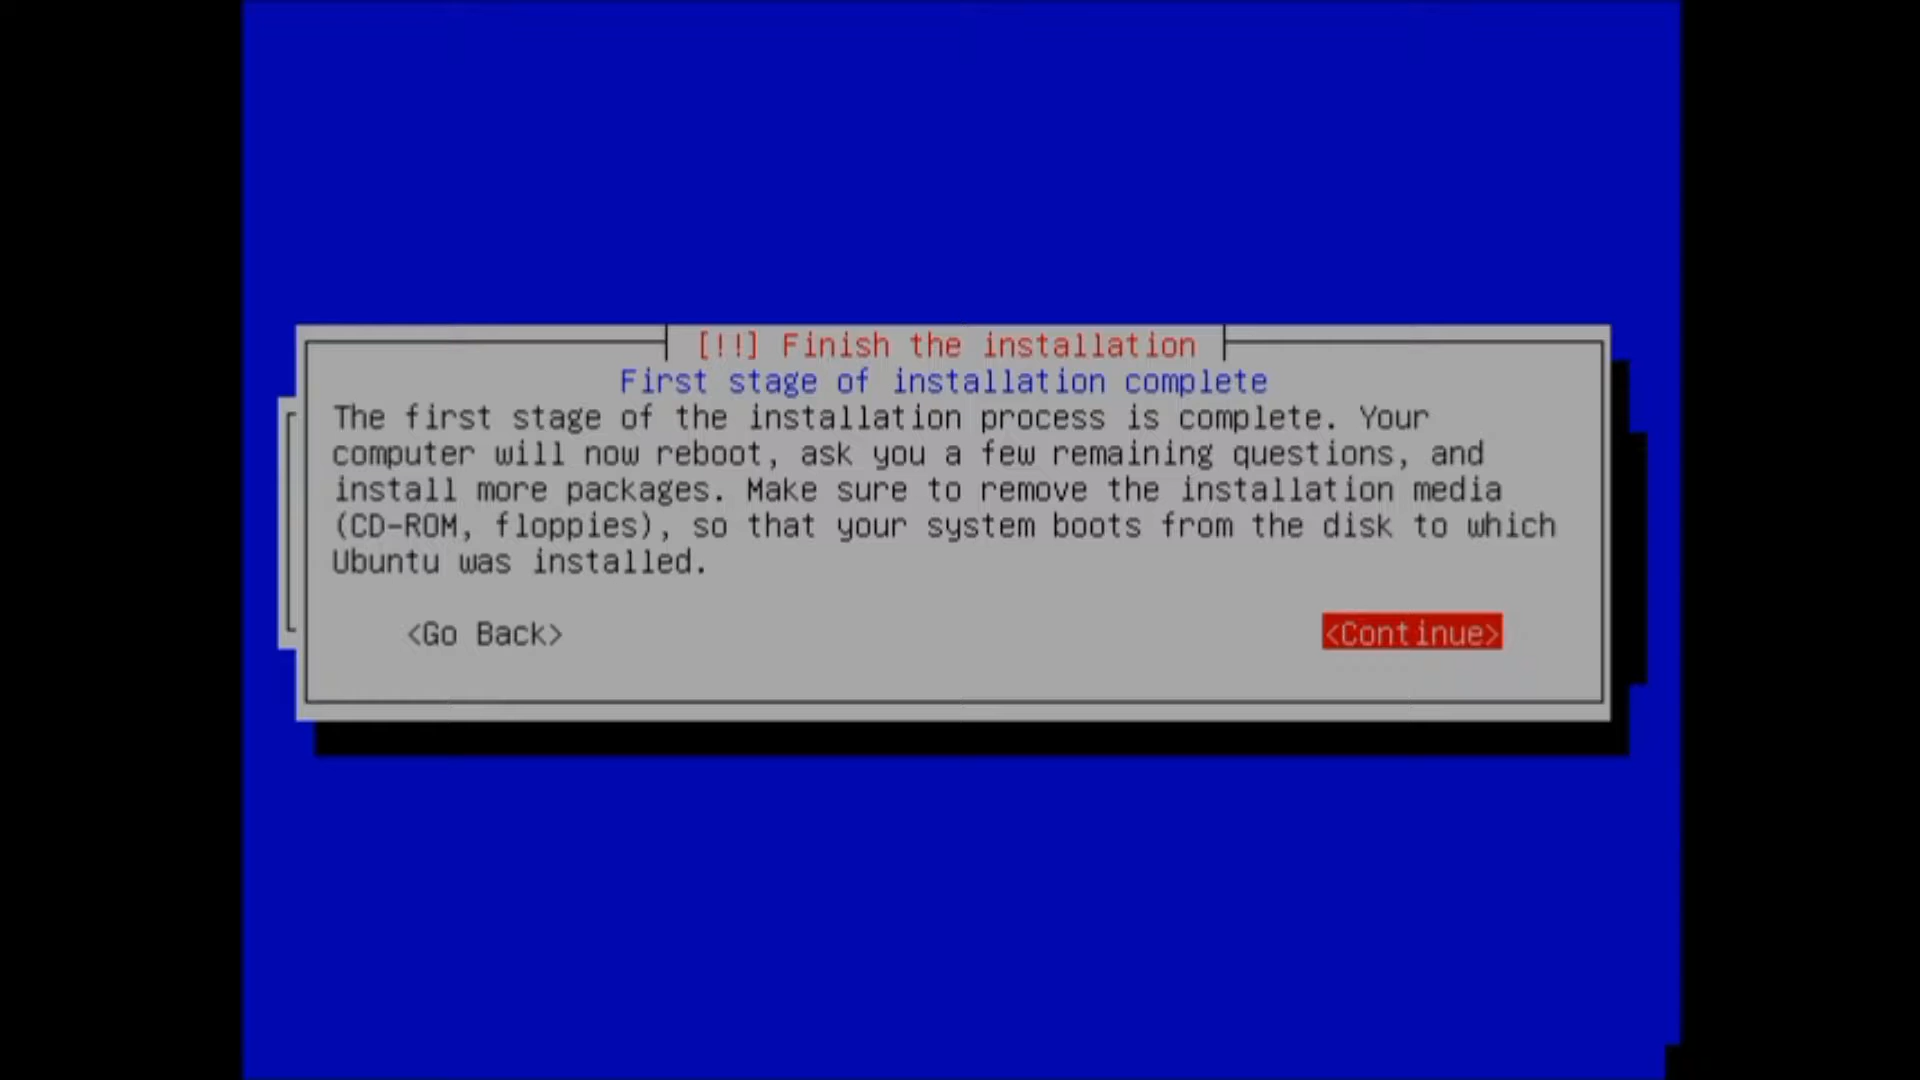 [!!] Finish the installation
First stage of installation complete
The first stage of the installation process is complete. Your
computer will now reboot, ask you a few remaining questions, and
install more packages. Make sure to remove the installation media
(CD-ROM, floppies), so that your system boots from the disk to which
Ubuntu was installed.
<Go Back> <Continue>